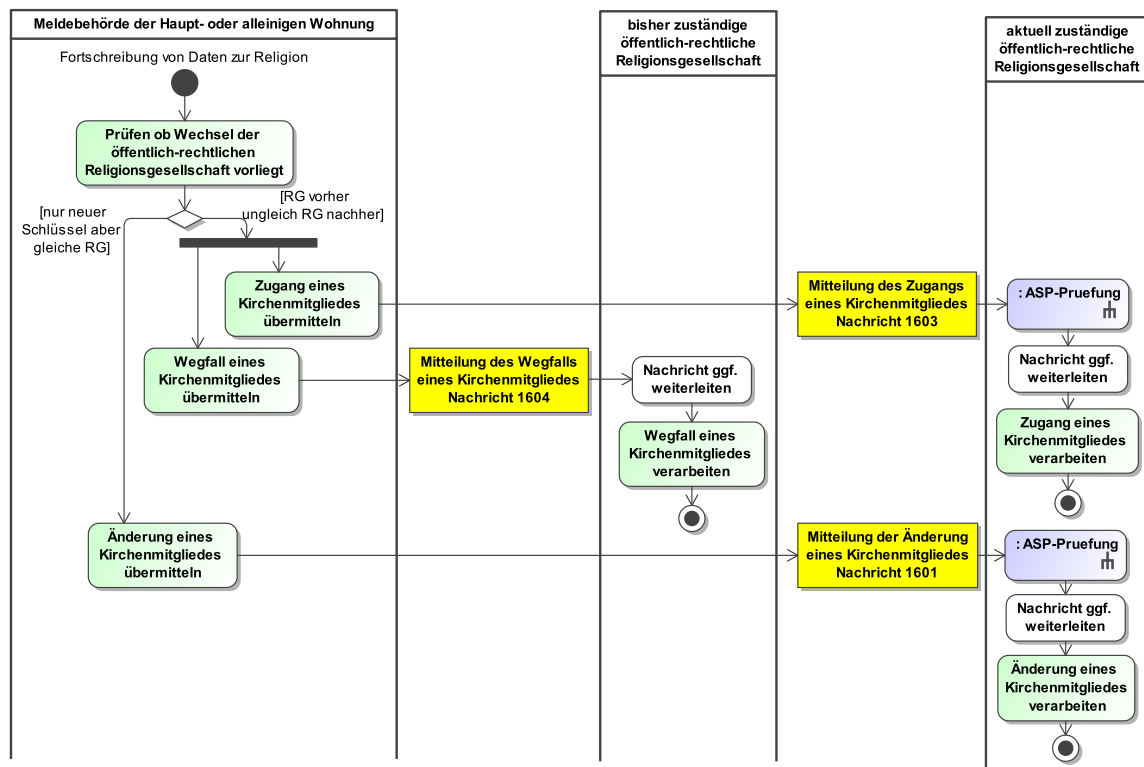 Meldebehörde der Haupt- oder alleinigen Wohnung
bisher zuständige
öffentlich-rechtliche
Religionsgesellschaft
aktuell zuständige
öffentlich-rechtliche
Religionsgesellschaft
Fortschreibung von Daten zur Religion
Prüfen ob Wechsel der
öffentlich-rechtlichen
Religionsgesellschaft vorliegt
[nur neuer
Schlüssel aber
gleiche RG]
[RG vorher
ungleich RG nachher]
Zugang eines
Kirchenmitgliedes
übermitteln
Mitteilung des Zugangs
eines Kirchenmitgliedes
Nachricht 1603
: ASP-Pruefung
Nachricht ggf.
weiterleiten
Zugang eines
Kirchenmitgliedes
verarbeiten
Wegfall eines
Kirchenmitgliedes
übermitteln
Mitteilung des Wegfalls
eines Kirchenmitgliedes
Nachricht 1604
Nachricht ggf.
weiterleiten
Wegfall eines
Kirchenmitgliedes
verarbeiten
Änderung eines
Kirchenmitgliedes
übermitteln
Mitteilung der Änderung
eines Kirchenmitgliedes
Nachricht 1601
: ASP-Pruefung
Nachricht ggf.
weiterleiten
Änderung eines
Kirchenmitgliedes
verarbeiten